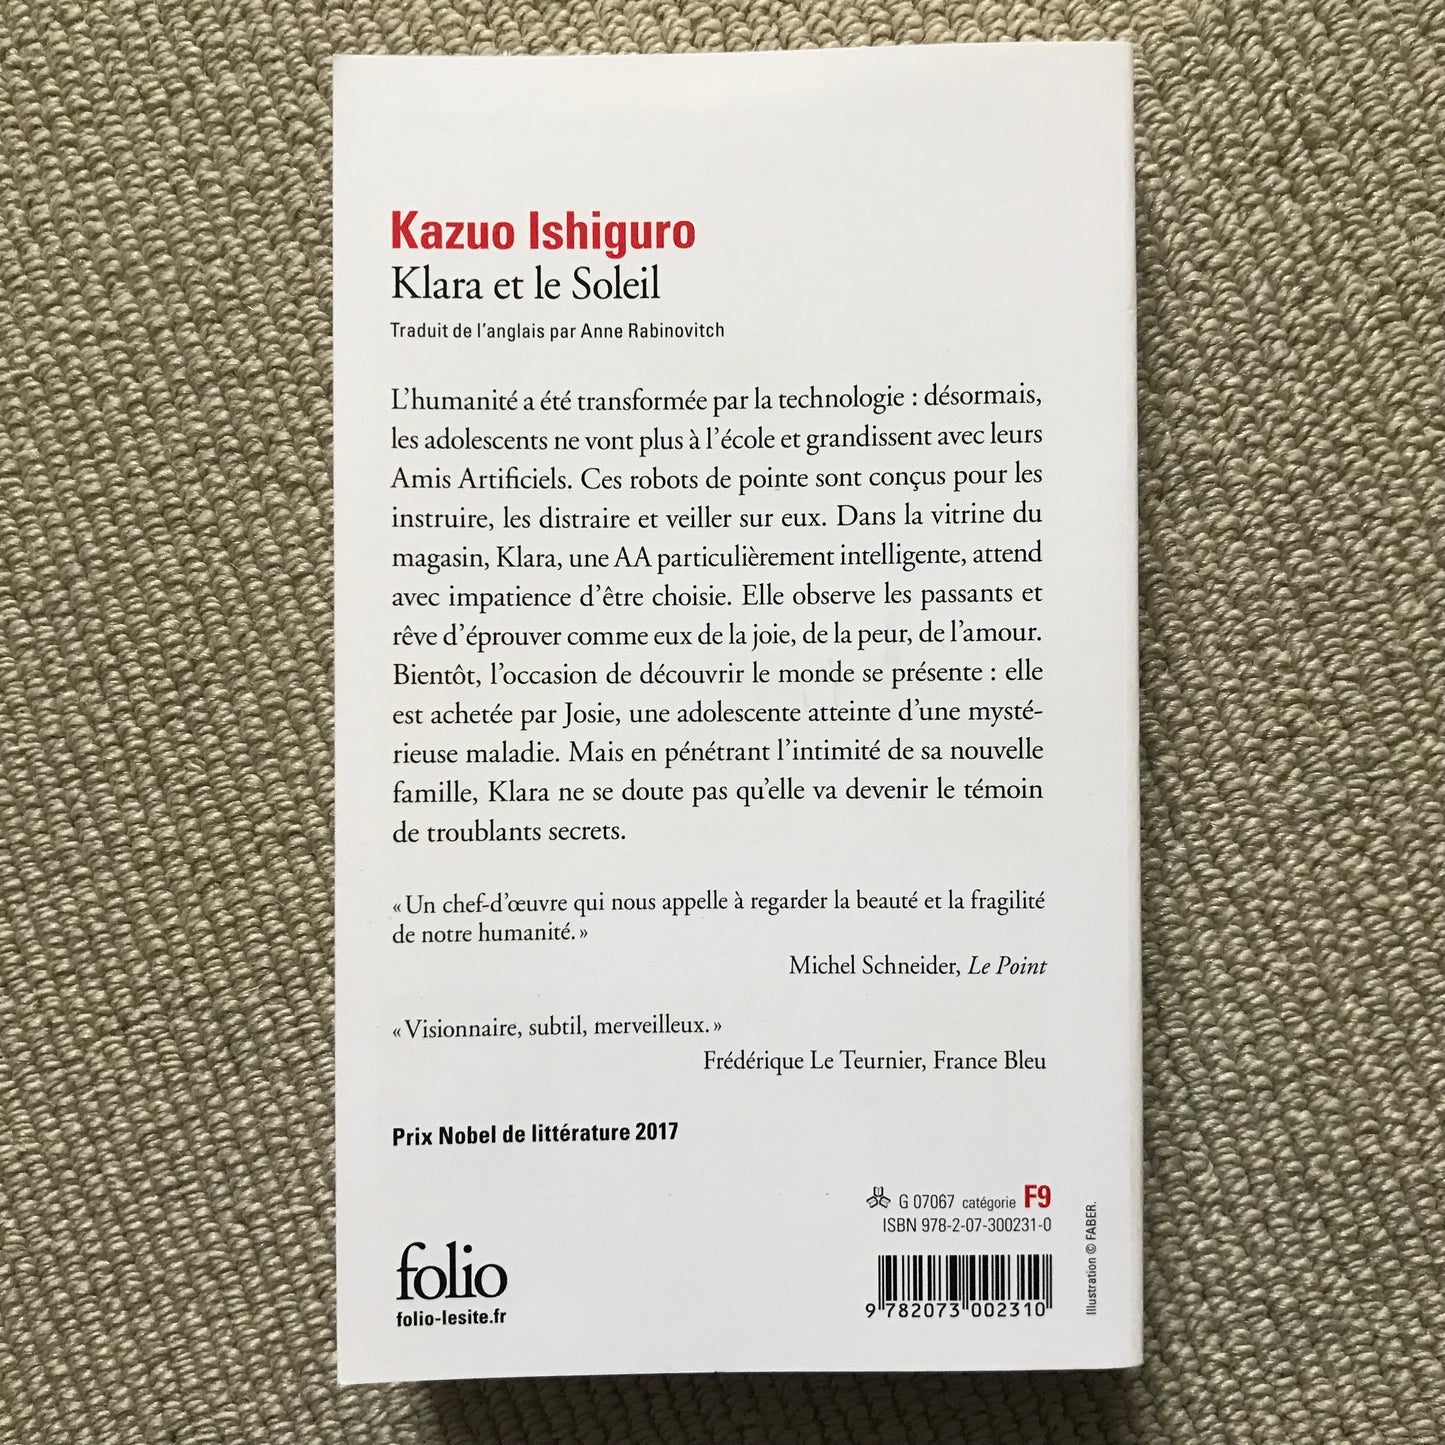 Kazuo Ishiguro
Klara et le Soleil
Traduit de l'anglais par Anne Rabinovitch
L'humanité a été transformée par la technologie : désormais,
les adolescents ne vont plus à l'école et grandissent avec leurs
Amis Artificiels. Ces robots de pointe sont conçus pour les
instruire, les distraire et veiller sur eux. Dans la vitrine du
magasin, Klara, une AA particulièrement intelligente, attend
avec impatience d'être choisie. Elle observe les passants et
rêve d'éprouver comme eux de la joie, de la peur, de l'amour.
Bientôt, l'occasion de découvrir le monde se présente : elle
est achetée par Josie, une adolescente atteinte d'une mysté-
rieuse maladie. Mais en pénétrant l'intimité de sa nouvelle
famille, Klara ne se doute pas qu'elle va devenir le témoin
de troublants secrets.
« Un chef-d'œuvre qui nous appelle à regarder la beauté et la fragilité
de notre humanité. »
Michel Schneider, Le Point
« Visionnaire, subtil, merveilleux. »
Frédérique Le Teurnier, France Bleu
Prix Nobel de littérature 2017
G 07067 catégorie F9
ISBN 978-2-07-300231-0
9 782073 002310
folio
folio-lesite.fr
Illustration © FABER.